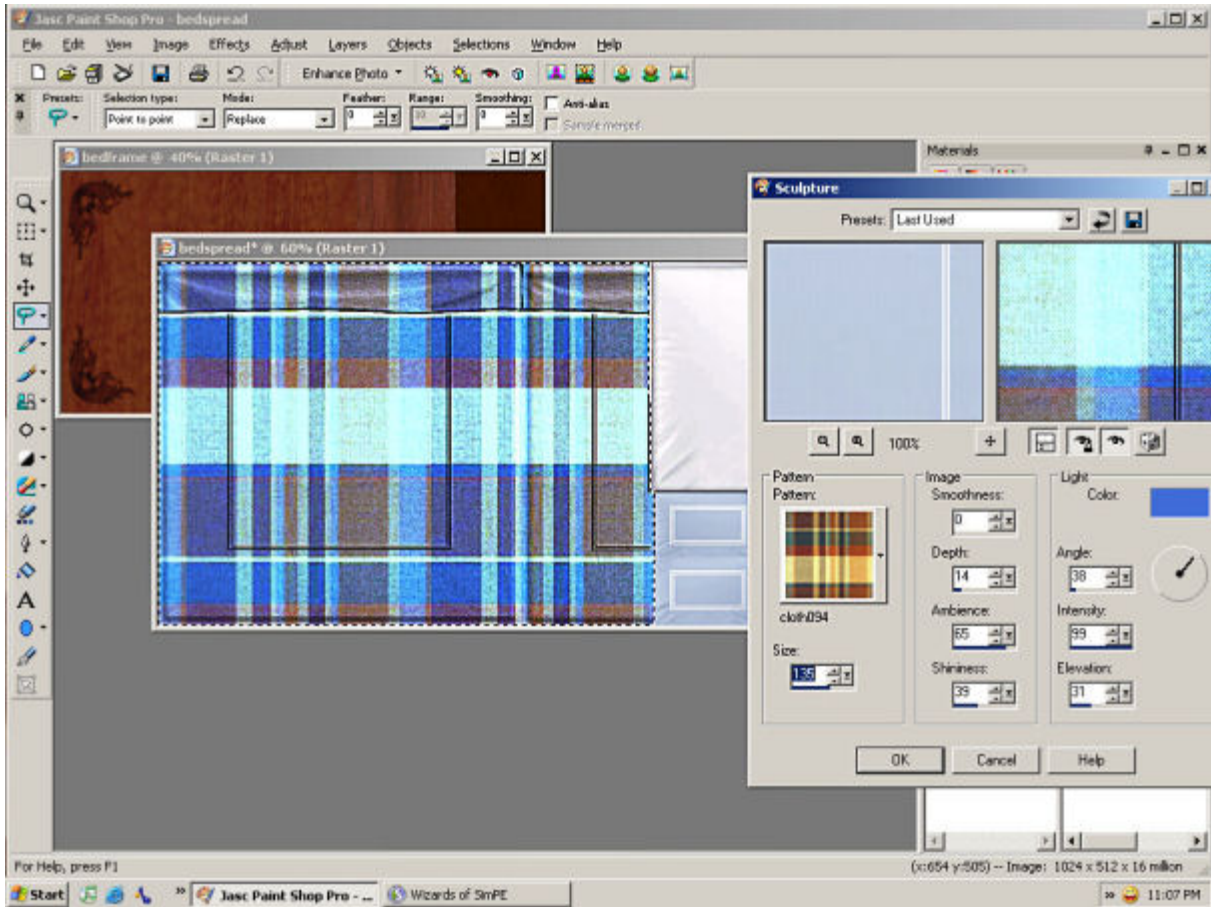 Jasc Paint Shop Pro - bedspread
File Edit View Image Effects Adjust Layers Objects Selections Window Help
Enhance Photo
Presets: Selection type: Mode: Feather: Range: Smoothing: Anti-alias
Point to point Replace 0 0 Sample merged
bedframe @ 40% (Raster 1)
Materials
Sculpture
Presets: Last Used
bedspread* @ 60% (Raster 1)
100%
Pattern Image Light
Pattern: Smoothness: Color:
0
Depth: Angle:
14 38
cloth094
Ambience: Intensity:
65 99
Size:
135
Shininess: Elevation:
39 31
OK Cancel Help
A
For Help, press F1
(x:654 y:505) -- Image: 1024 x 512 x 16 million
Start Jasc Paint Shop Pro - ... Wizards of SimPE 11:07 PM